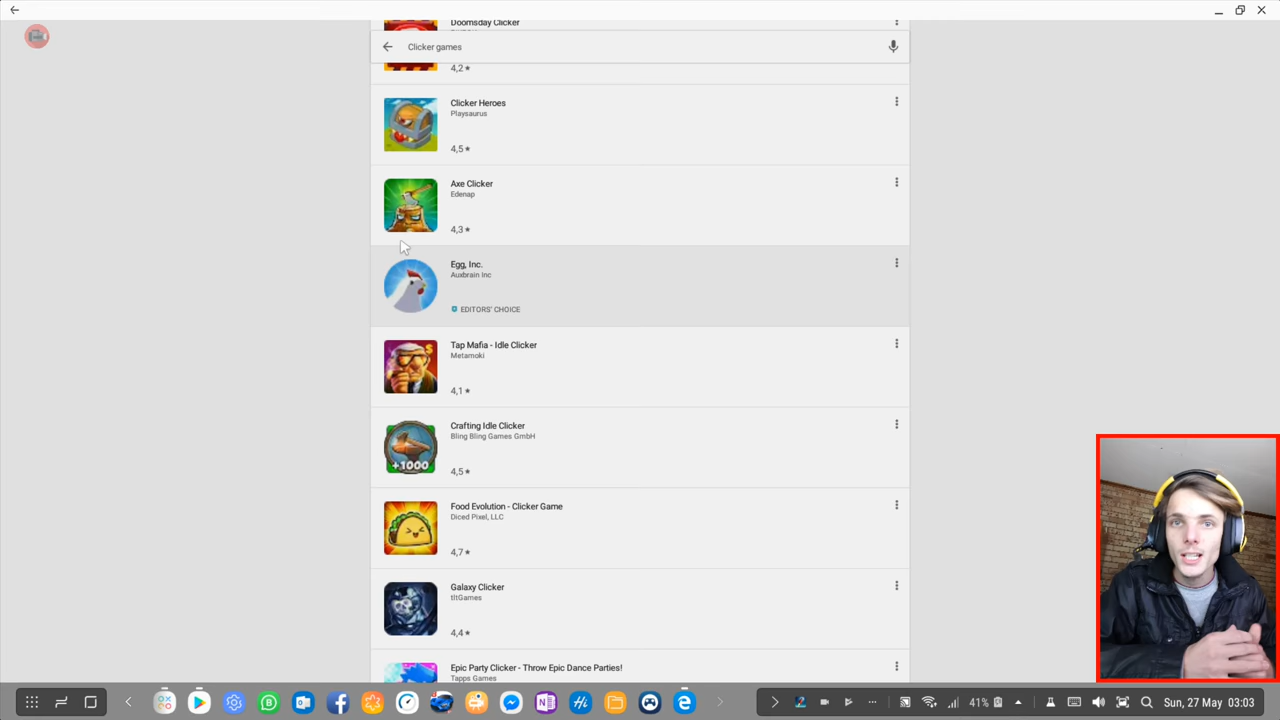 Doomsday Clicker
Clicker games
4,2★
Clicker Heroes
Playsaurus
4,5★
Axe Clicker
Edenap
4,3★
Egg, Inc.
Auxbrain Inc
EDITORS' CHOICE
Tap Mafia - Idle Clicker
Metamoki
4,1★
Crafting Idle Clicker
Bling Bling Games GmbH
+1000
4,5★
Food Evolution - Clicker Game
Diced Pixel, LLC
4,7★
Galaxy Clicker
tltGames
4,4★
Epic Party Clicker - Throw Epic Dance Parties!
Tapps Games
41%
Sun, 27 May
03:03